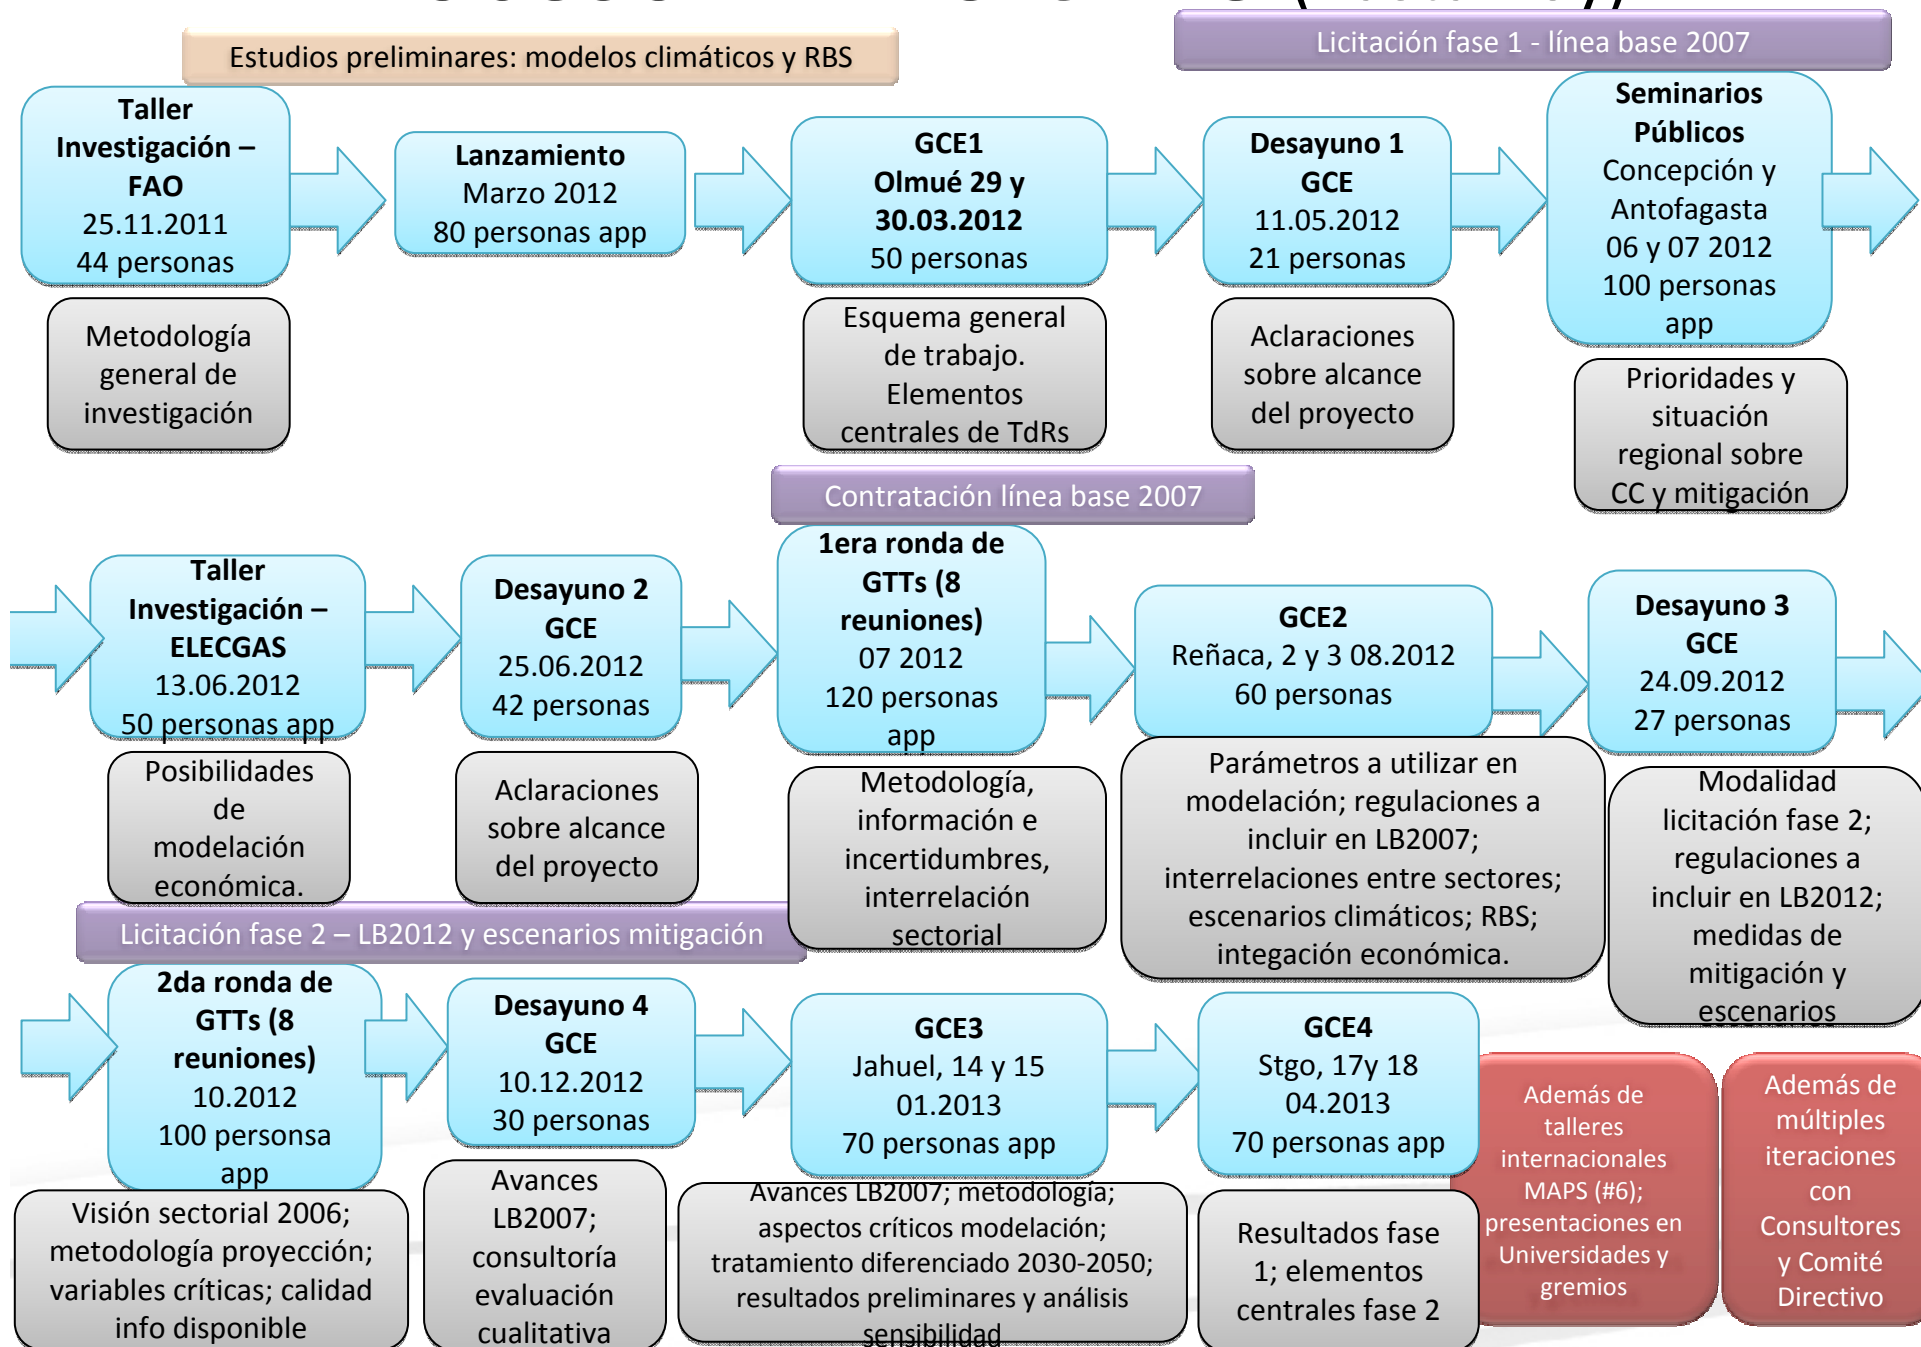 Estudios preliminares: modelos climáticos y RBS
Licitación fase 1 - línea base 2007
Taller
Investigación –
FAO
25.11.2011
44 personas
Lanzamiento
Marzo 2012
80 personas app
GCE1
Olmué 29 y
30.03.2012
50 personas
Desayuno 1
GCE
11.05.2012
21 personas
Seminarios
Públicos
Concepción y
Antofagasta
06 y 07 2012
100 personas
app
Metodología
general de
investigación
Esquema general
de trabajo.
Elementos
centrales de TdRs
Aclaraciones
sobre alcance
del proyecto
Prioridades y
situación
regional sobre
CC y mitigación
Contratación línea base 2007
Taller
Investigación –
ELECGAS
13.06.2012
50 personas app
Desayuno 2
GCE
25.06.2012
42 personas
1era ronda de
GTTs (8
reuniones)
07 2012
120 personas
app
GCE2
Reñaca, 2 y 3 08.2012
60 personas
Desayuno 3
GCE
24.09.2012
27 personas
Posibilidades
de
modelación
económica.
Aclaraciones
sobre alcance
del proyecto
Metodología,
información e
incertidumbres,
interrelación
sectorial
Parámetros a utilizar en
modelación; regulaciones a
incluir en LB2007;
interrelaciones entre sectores;
escenarios climáticos; RBS;
integación económica.
Modalidad
licitación fase 2;
regulaciones a
incluir en LB2012;
medidas de
mitigación y
escenarios
Licitación fase 2 – LB2012 y escenarios mitigación
2da ronda de
GTTs (8
reuniones)
10.2012
100 personsa
app
Desayuno 4
GCE
10.12.2012
30 personas
GCE3
Jahuel, 14 y 15
01.2013
70 personas app
GCE4
Stgo, 17y 18
04.2013
70 personas app
Además de
talleres
internacionales
MAPS (#6);
presentaciones en
Universidades y
gremios
Además de
múltiples
iteraciones
con
Consultores
y Comité
Directivo
Visión sectorial 2006;
metodología proyección;
variables críticas; calidad
info disponible
Avances
LB2007;
consultoría
evaluación
cualitativa
Avances LB2007; metodología;
aspectos críticos modelación;
tratamiento diferenciado 2030-2050;
resultados preliminares y análisis
sensibilidad
Resultados fase
1; elementos
centrales fase 2